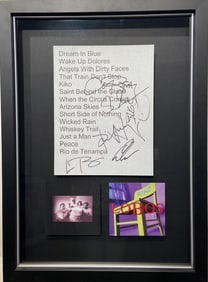 Dream In Blue
Wake Up Dolores
Angels With Dirty Faces
That Train Don't Stop
Kiko
Saint Behind the Glass
When the Circus Comes
Arizona Skies
Short Side of Nothing
Wicked Rain
Whiskey Trail
Just a Man
Peace
Rio de Tenampa